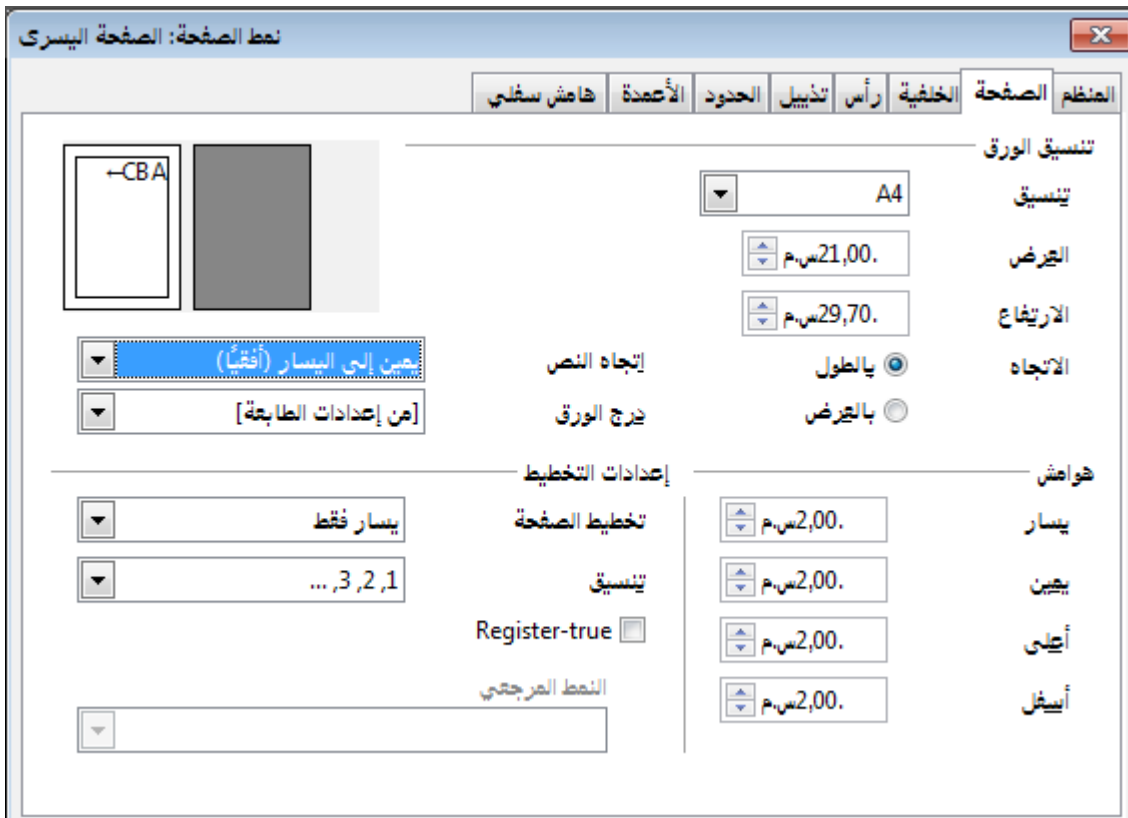 نمط الصفحة: الصفحة اليسرى
المنظم الصفحة الخلفية رأس تذييل الحدود الأعمدة هامش سفلي
تنسيق الورق
تنسيق A4
العرض 21,00س.م.
الارتفاع 29,70س.م.
الاتجاه بالطول
بالعرض
←CBA
إتجاه النص يمين إلى اليسار (أفقيًا)
درج الورق [من إعدادات الطابعة]
هوامش
يسار 2,00س.م.
يمين 2,00س.م.
أعلى 2,00س.م.
أسفل 2,00س.م.
إعدادات التخطيط
تخطيط الصفحة يسار فقط
تنسيق 1, 2, 3, ...
Register-true
النمط المرجعي